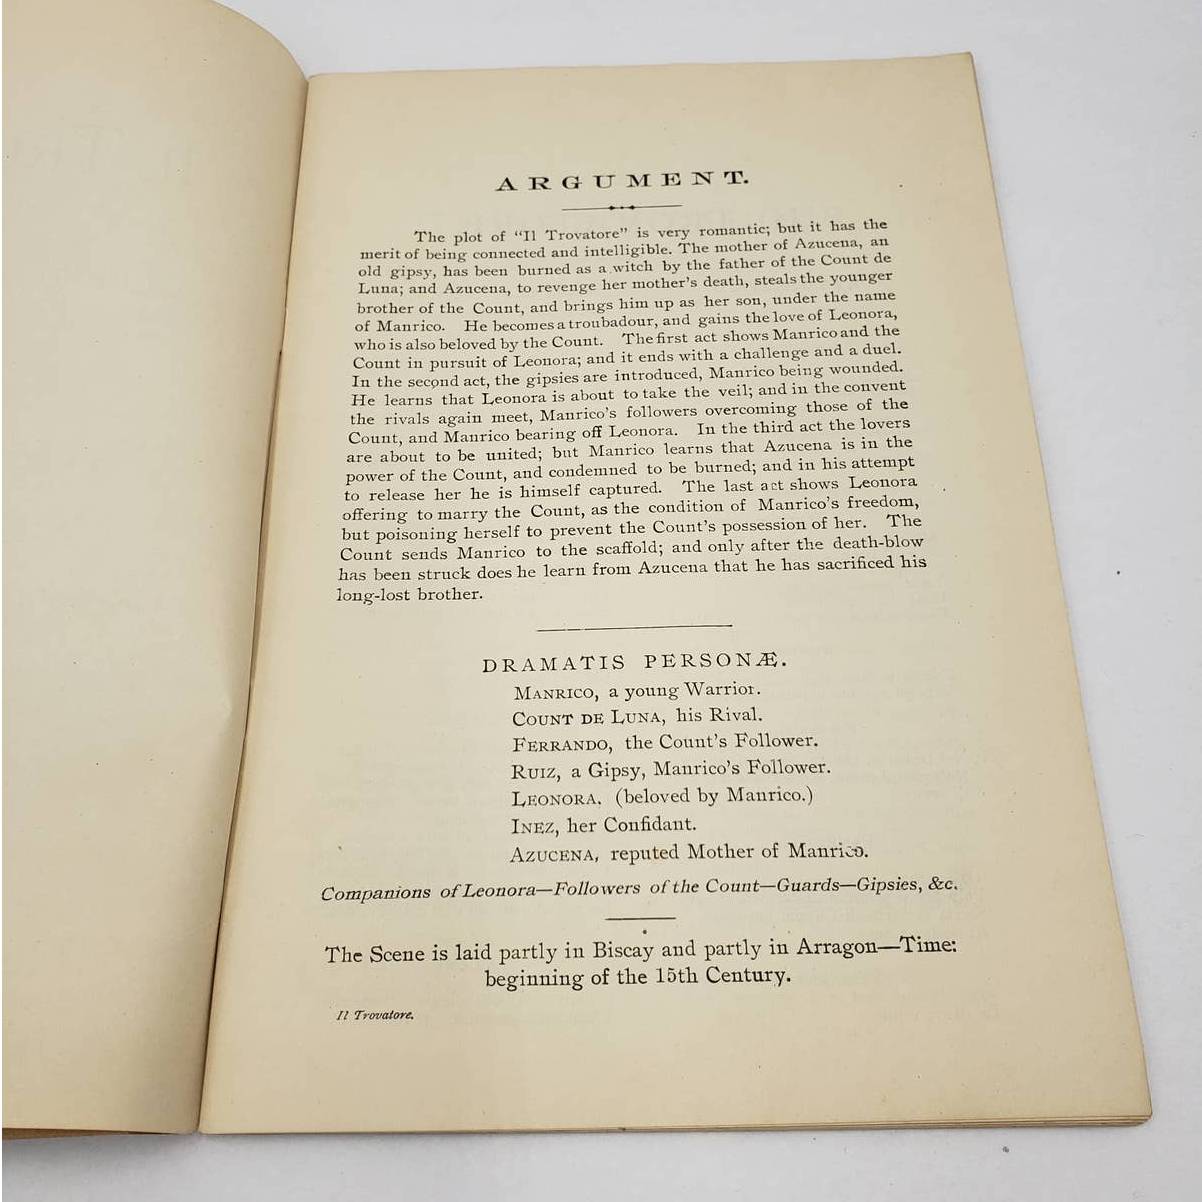 ARGUMENT.
The plot of "Il Trovatore" is very romantic; but it has the
merit of being connected and intelligible. The mother of Azucena, an
old gipsy, has been burned as a witch by the father of the Count de
Luna; and Azucena, to revenge her mother's death, steals the younger
brother of the Count, and brings him up as her son, under the name
of Manrico. He becomes a troubadour, and gains the love of Leonora,
who is also beloved by the Count. The first act shows Manrico and the
Count in pursuit of Leonora; and it ends with a challenge and a duel.
In the second act, the gipsies are introduced, Manrico being wounded.
He learns that Leonora is about to take the veil; and in the convent
the rivals again meet, Manrico's followers overcoming those of the
Count, and Manrico bearing off Leonora. In the third act the lovers
are about to be united; but Manrico learns that Azucena is in the
power of the Count, and condemned to be burned; and in his attempt
to release her he is himself captured. The last act shows Leonora
offering to marry the Count, as the condition of Manrico's freedom,
but poisoning herself to prevent the Count's possession of her. The
Count sends Manrico to the scaffold; and only after the death-blow
has been struck does he learn from Azucena that he has sacrificed his
long-lost brother.
DRAMATIS PERSONÆ.
MANRICO, a young Warrior.
COUNT DE LUNA, his Rival.
FERRANDO, the Count's Follower.
RUIZ, a Gipsy, Manrico's Follower.
LEONORA. (beloved by Manrico.)
INEZ, her Confidant.
AZUCENA, reputed Mother of Manrico.
Companions of Leonora—Followers of the Count—Guards—Gipsies, &c.
The Scene is laid partly in Biscay and partly in Arragon—Time:
beginning of the 15th Century.
Il Trovatore.